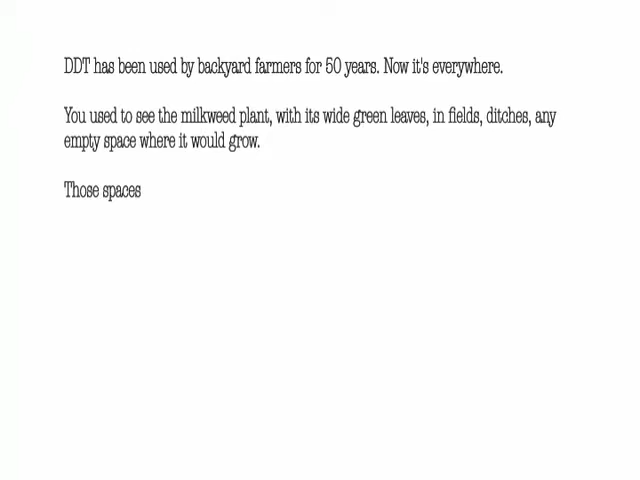 DDT has been used by backyard farmers for 50 years. Now it's everywhere.
You used to see the milkweed plant, with its wide green leaves, in fields, ditches, any
empty space where it would grow.
Those spaces